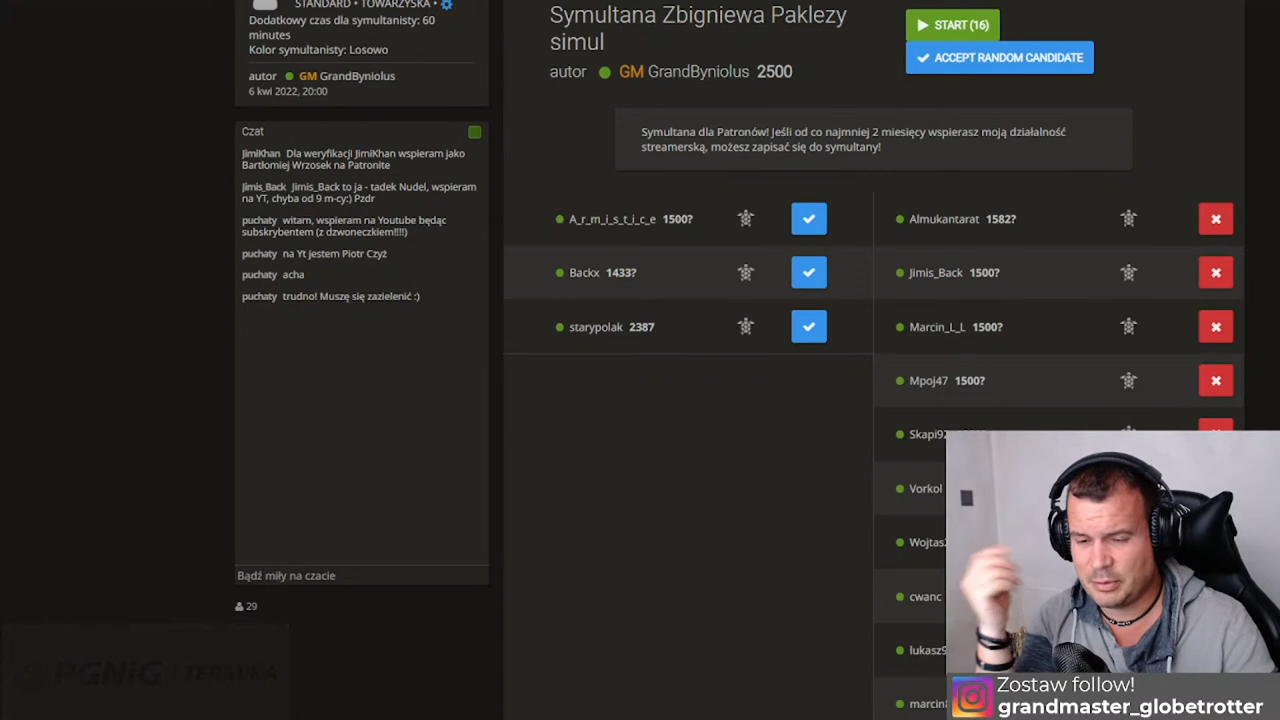 STANDARD • TOWARZYSKA •
Dodatkowy czas dla symultanisty: 60
minutes
Kolor symultanisty: Losowo
autor GM GrandByniolus
6 kwi 2022, 20:00
Czat
JimiKhan Dla weryfikacji JimiKhan wspieram jako
Bartłomiej Wrzosek na Patronite
Jimis_Back Jimis_Back to ja - tadek Nudel, wspieram
na YT, chyba od 9 m-cy:) Pzdr
puchaty witam, wspieram na Youtube będąc
subskrybentem (z dzwoneczkiem!!!!)
puchaty na Yt jestem Piotr Czyż
puchaty acha
puchaty trudno! Muszę się zazielenić :)
Bądź miły na czacie
29
PGNiG TERMIKA
Symultana Zbigniewa Paklezy
simul
autor GM GrandByniolus 2500
START (16)
ACCEPT RANDOM CANDIDATE
Symultana dla Patronów! Jeśli od co najmniej 2 miesięcy wspierasz moją działalność
streamerską, możesz zapisać się do symultany!
A_r_m_i_s_t_i_c_e 1500?
Backx 1433?
starypolak 2387
Almukantarat 1582?
Jimis_Back 1500?
Marcin_L_L 1500?
Mpoj47 1500?
Skapi92
Vorkol
Wojtas
cwanc
lukasz9
marcin
Zostaw follow!
grandmaster_globetrotter